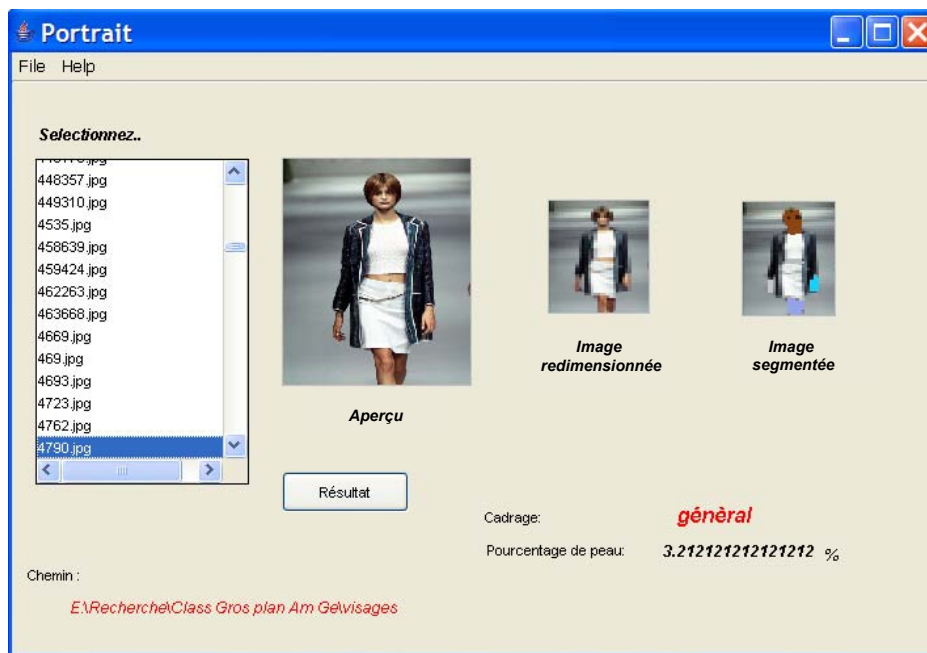 Portrait
File Help
Selectionnez..
448357.jpg
449310.jpg
4535.jpg
458639.jpg
459424.jpg
462263.jpg
463668.jpg
4669.jpg
469.jpg
4693.jpg
4723.jpg
4762.jpg
4790.jpg
Aperçu
Image
redimensionnée
Image
segmentée
Résultat
Cadrage: génèral
Pourcentage de peau: 3.212121212121212 %
Chemin :
E:\Recherche\Class Gros plan Am Ge\visages